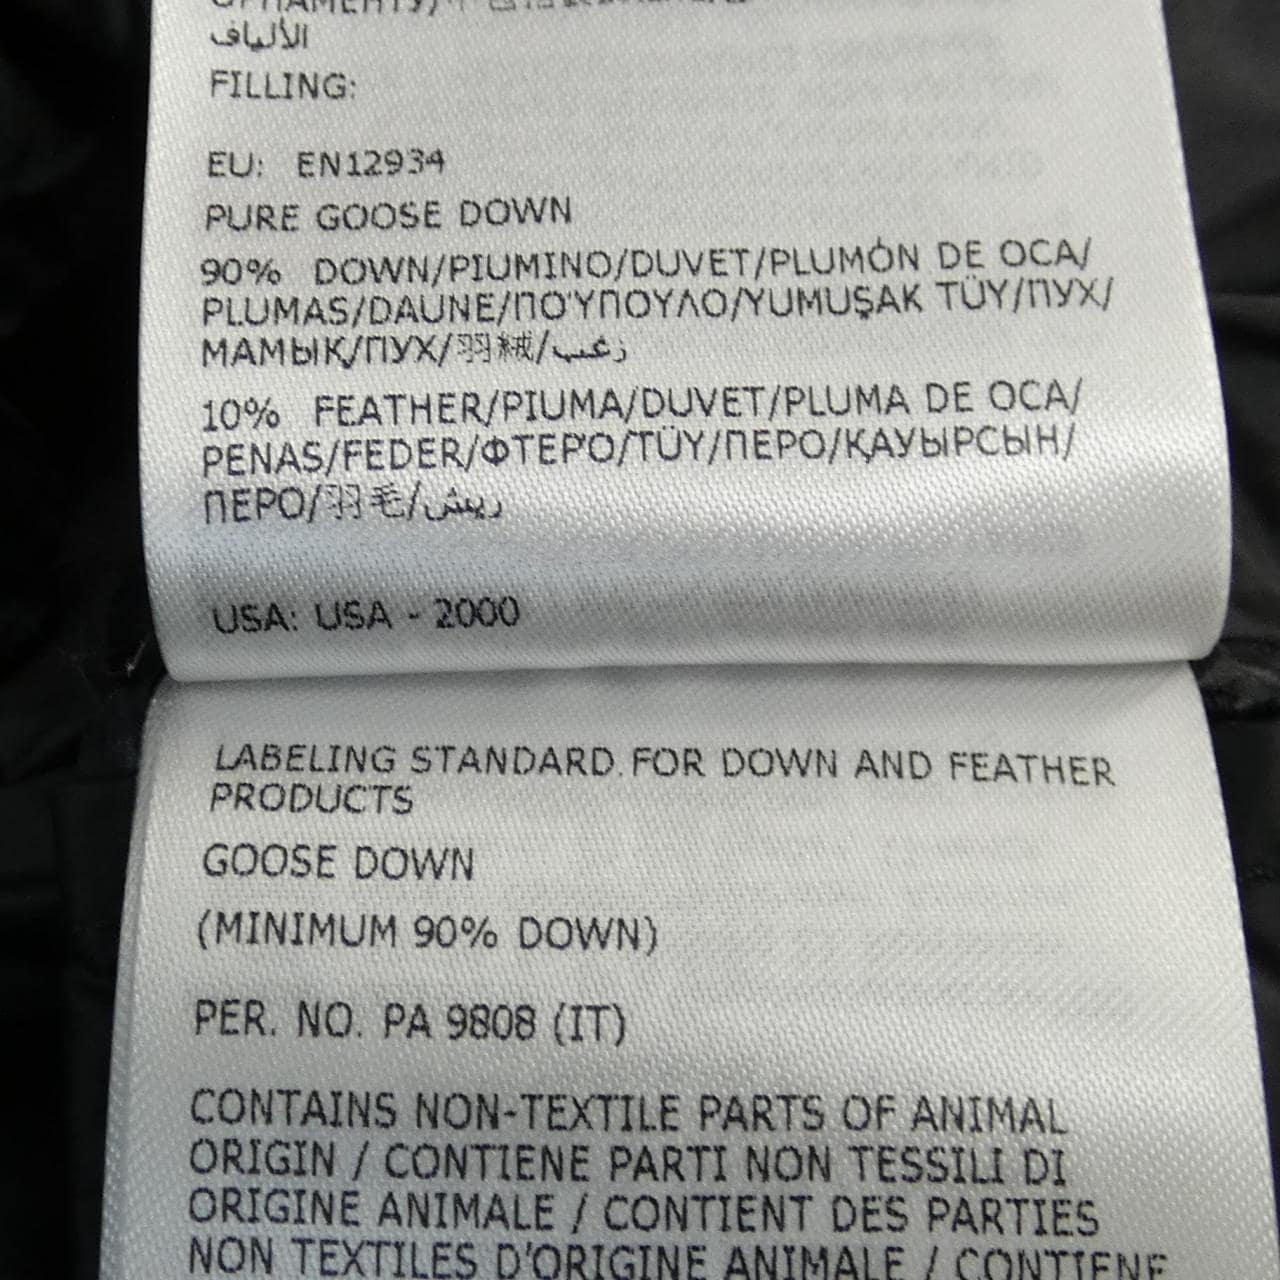 الألياف
FILLING:
EU: EN12934
PURE GOOSE DOWN
90% DOWN/PIUMINO/DUVET/PLUMÓN DE OCA/
PLUMAS/DAUNE/ΠΟΎΠΟΥΛΟ/YUMUŞAK TÜY/ПУХ/
МАМЫҚ/ПУХ/羽絨/زغب
10% FEATHER/PIUMA/DUVET/PLUMA DE OCA/
PENAS/FEDER/ΦΤΕΡΌ/TÜY/ПЕРО/ҚАУЫРСЫН/
ПЕРО/羽毛/ريش
USA: USA - 2000
LABELING STANDARD FOR DOWN AND FEATHER
PRODUCTS
GOOSE DOWN
(MINIMUM 90% DOWN)
PER. NO. PA 9808 (IT)
CONTAINS NON-TEXTILE PARTS OF ANIMAL
ORIGIN / CONTIENE PARTI NON TESSILI DI
ORIGINE ANIMALE / CONTIENT DES PARTIES
NON TEXTILES D'ORIGINE ANIMALE / CONTIENE